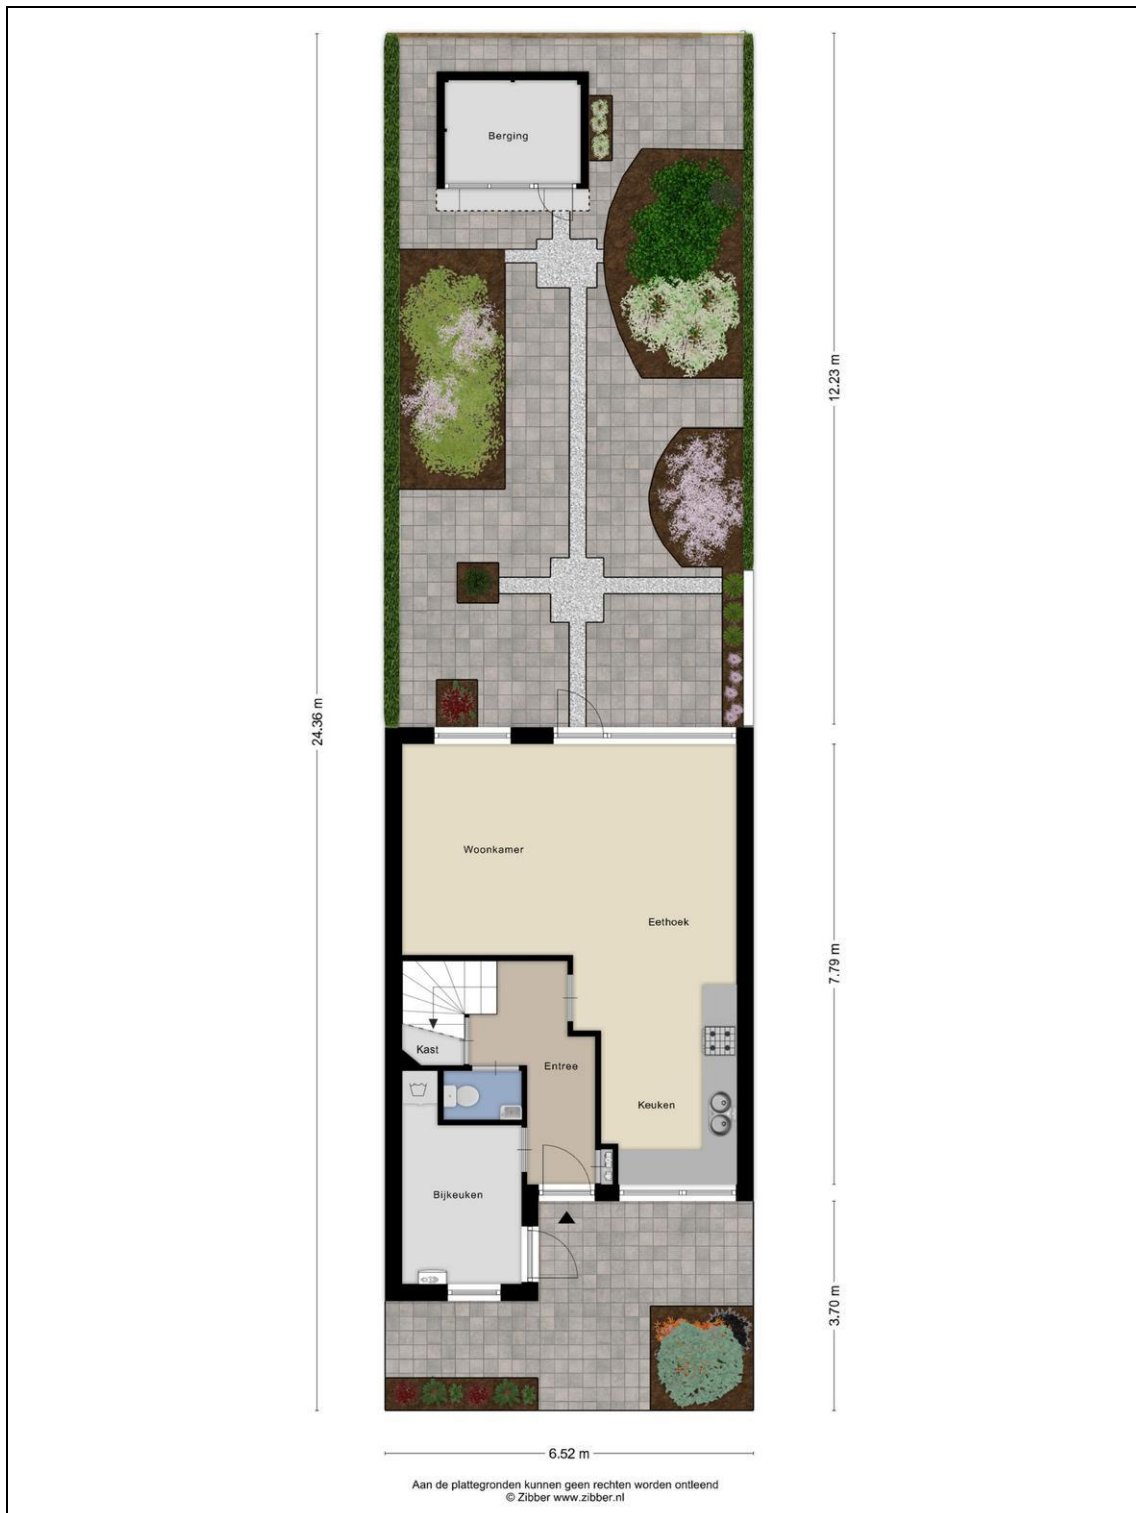 Berging
12.23 m
24.36 m
Woonkamer
Eethoek
7.79 m
Kast
Entree
Keuken
Bijkeuken
3.70 m
6.52 m
Aan de plattegronden kunnen geen rechten worden ontleend
© Zibber www.zibber.nl